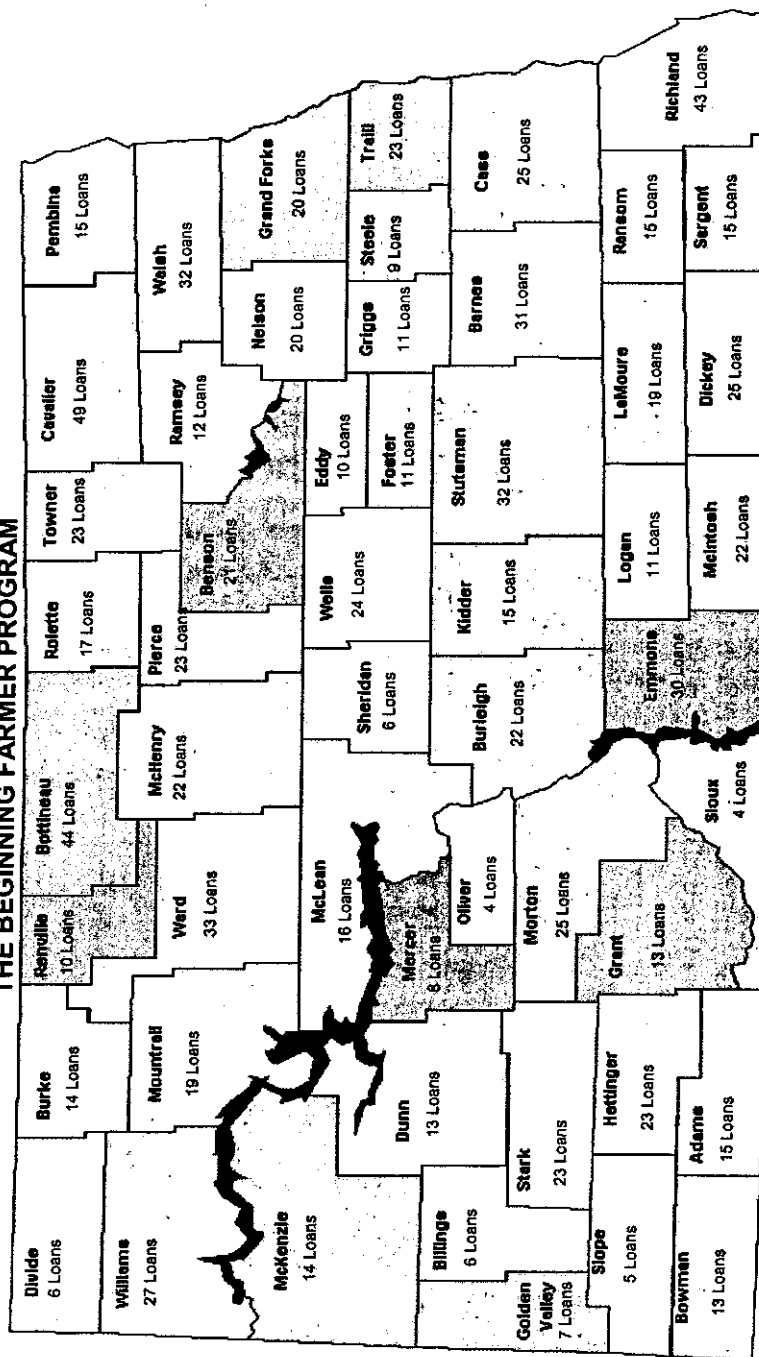 THE BEGINNING FARMER PROGRAM
Divide
6 Loans
Burke
14 Loans
Renville
10 Loans
Bottineau
44 Loans
Rolette
17 Loans
Towner
23 Loans
Cavalier
49 Loans
Pembina
15 Loans
Williams
27 Loans
Mountrail
19 Loans
Ward
33 Loans
McHenry
22 Loans
Pierce
23 Loans
Benson
Loans
Ramsey
12 Loans
Walsh
32 Loans
McKenzie
14 Loans
Nelson
20 Loans
Grand Forks
20 Loans
Dunn
13 Loans
Mercer
Loans
McLean
16 Loans
Sheridan
6 Loans
Wells
24 Loans
Eddy
10 Loans
Foster
11 Loans
Griggs
11 Loans
Steele
9 Loans
Traill
23 Loans
Golden
Valley
7 Loans
Billings
6 Loans
Oliver
4 Loans
Burleigh
22 Loans
Kidder
15 Loans
Stutsman
32 Loans
Barnes
31 Loans
Cass
25 Loans
Stark
23 Loans
Morton
25 Loans
Slope
5 Loans
Hettinger
23 Loans
Grant
13 Loans
Sioux
4 Loans
Emmons
30 Loans
Logan
11 Loans
LaMoure
19 Loans
Ransom
15 Loans
Richland
43 Loans
Bowman
13 Loans
Adams
15 Loans
McIntosh
22 Loans
Dickey
25 Loans
Sargent
15 Loans